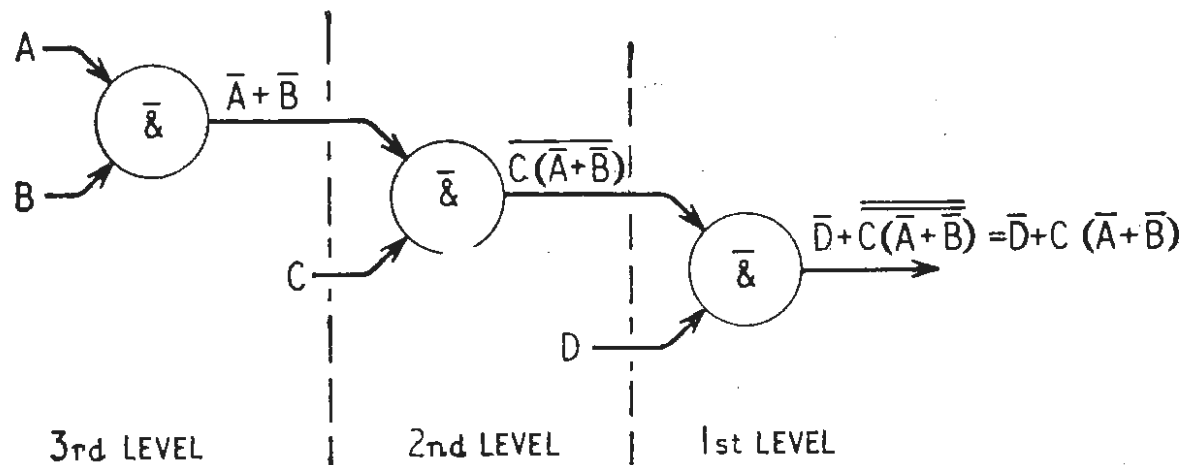 A
B
&̅
A̅ + B̅
C
&̅
C̅(̅A̅+̅B̅)̅
D
&̅
D̅+C̿(̿A̿+̿B̿)̿ =D̅+C (A̅+B̅)
3rd LEVEL
2nd LEVEL
1st LEVEL